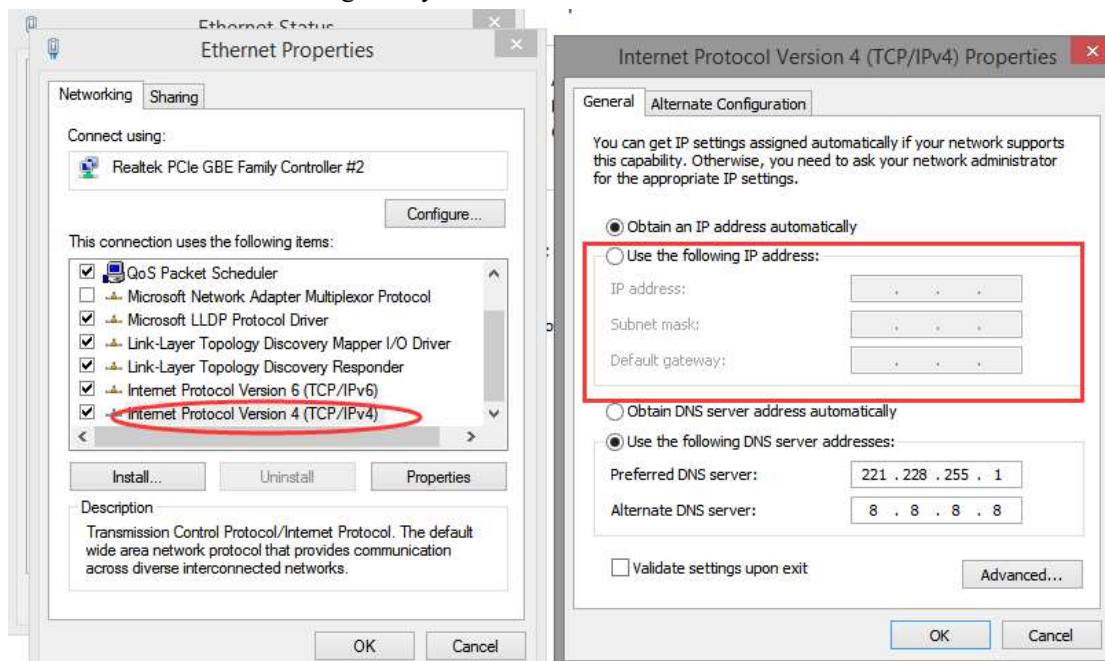 Ethernet Status
Ethernet Properties
Networking
Sharing
Connect using:
Realtek PCIe GBE Family Controller #2
Configure...
This connection uses the following items:
QoS Packet Scheduler
Microsoft Network Adapter Multiplexor Protocol
Microsoft LLDP Protocol Driver
Link-Layer Topology Discovery Mapper I/O Driver
Link-Layer Topology Discovery Responder
Internet Protocol Version 6 (TCP/IPv6)
Internet Protocol Version 4 (TCP/IPv4)
Install...
Uninstall
Properties
Description
Transmission Control Protocol/Internet Protocol. The default
wide area network protocol that provides communication
across diverse interconnected networks.
OK
Cancel
Internet Protocol Version 4 (TCP/IPv4) Properties
General
Alternate Configuration
You can get IP settings assigned automatically if your network supports
this capability. Otherwise, you need to ask your network administrator
for the appropriate IP settings.
Obtain an IP address automatically
Use the following IP address:
IP address:
Subnet mask:
Default gateway:
Obtain DNS server address automatically
Use the following DNS server addresses:
Preferred DNS server: 221 . 228 . 255 . 1
Alternate DNS server: 8 . 8 . 8 . 8
Validate settings upon exit
Advanced...
OK
Cancel